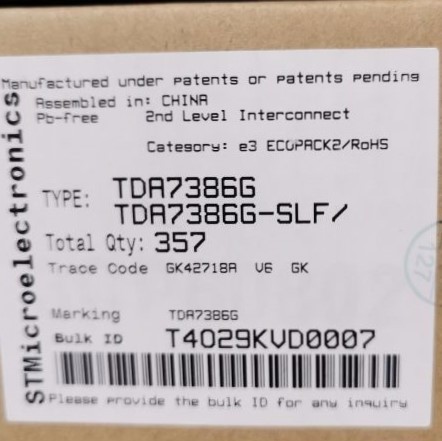 Manufactured under patents or patents pending
Assembled in: CHINA
Pb-free 2nd Level Interconnect
Category: e3 ECOPACK2/RoHS
TYPE: TDA7386G
TDA7386G-SLF/
Total Qty: 357
Trace Code GK42718A V6 GK
Marking TDA7386G
Bulk ID T4029KVD0007
Please provide the bulk ID for any inquiry
STMicroelectronics
127